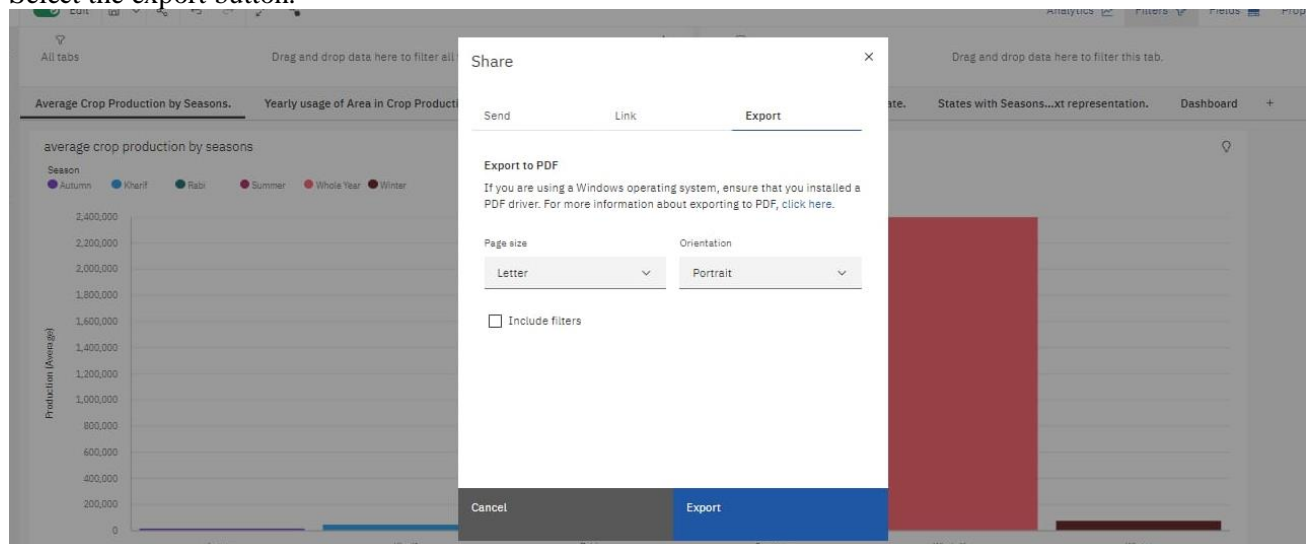 Select the export button.
Edit
Analytics
Filters
Fields
All tabs
Drag and drop data here to filter all
Drag and drop data here to filter this tab.
Share
Average Crop Production by Seasons.
Yearly usage of Area in Crop Producti
ate.
States with Seasons...xt representation.
Dashboard
+
Send
Link
Export
average crop production by seasons
Season
Autumn
Kharif
Rabi
Summer
Whole Year
Winter
Export to PDF
If you are using a Windows operating system, ensure that you installed a
PDF driver. For more information about exporting to PDF, click here.
Page size
Orientation
Letter
Portrait
Include filters
Production (Average)
2,400,000
2,200,000
2,000,000
1,800,000
1,600,000
1,400,000
1,200,000
1,000,000
800,000
600,000
400,000
200,000
0
Cancel
Export